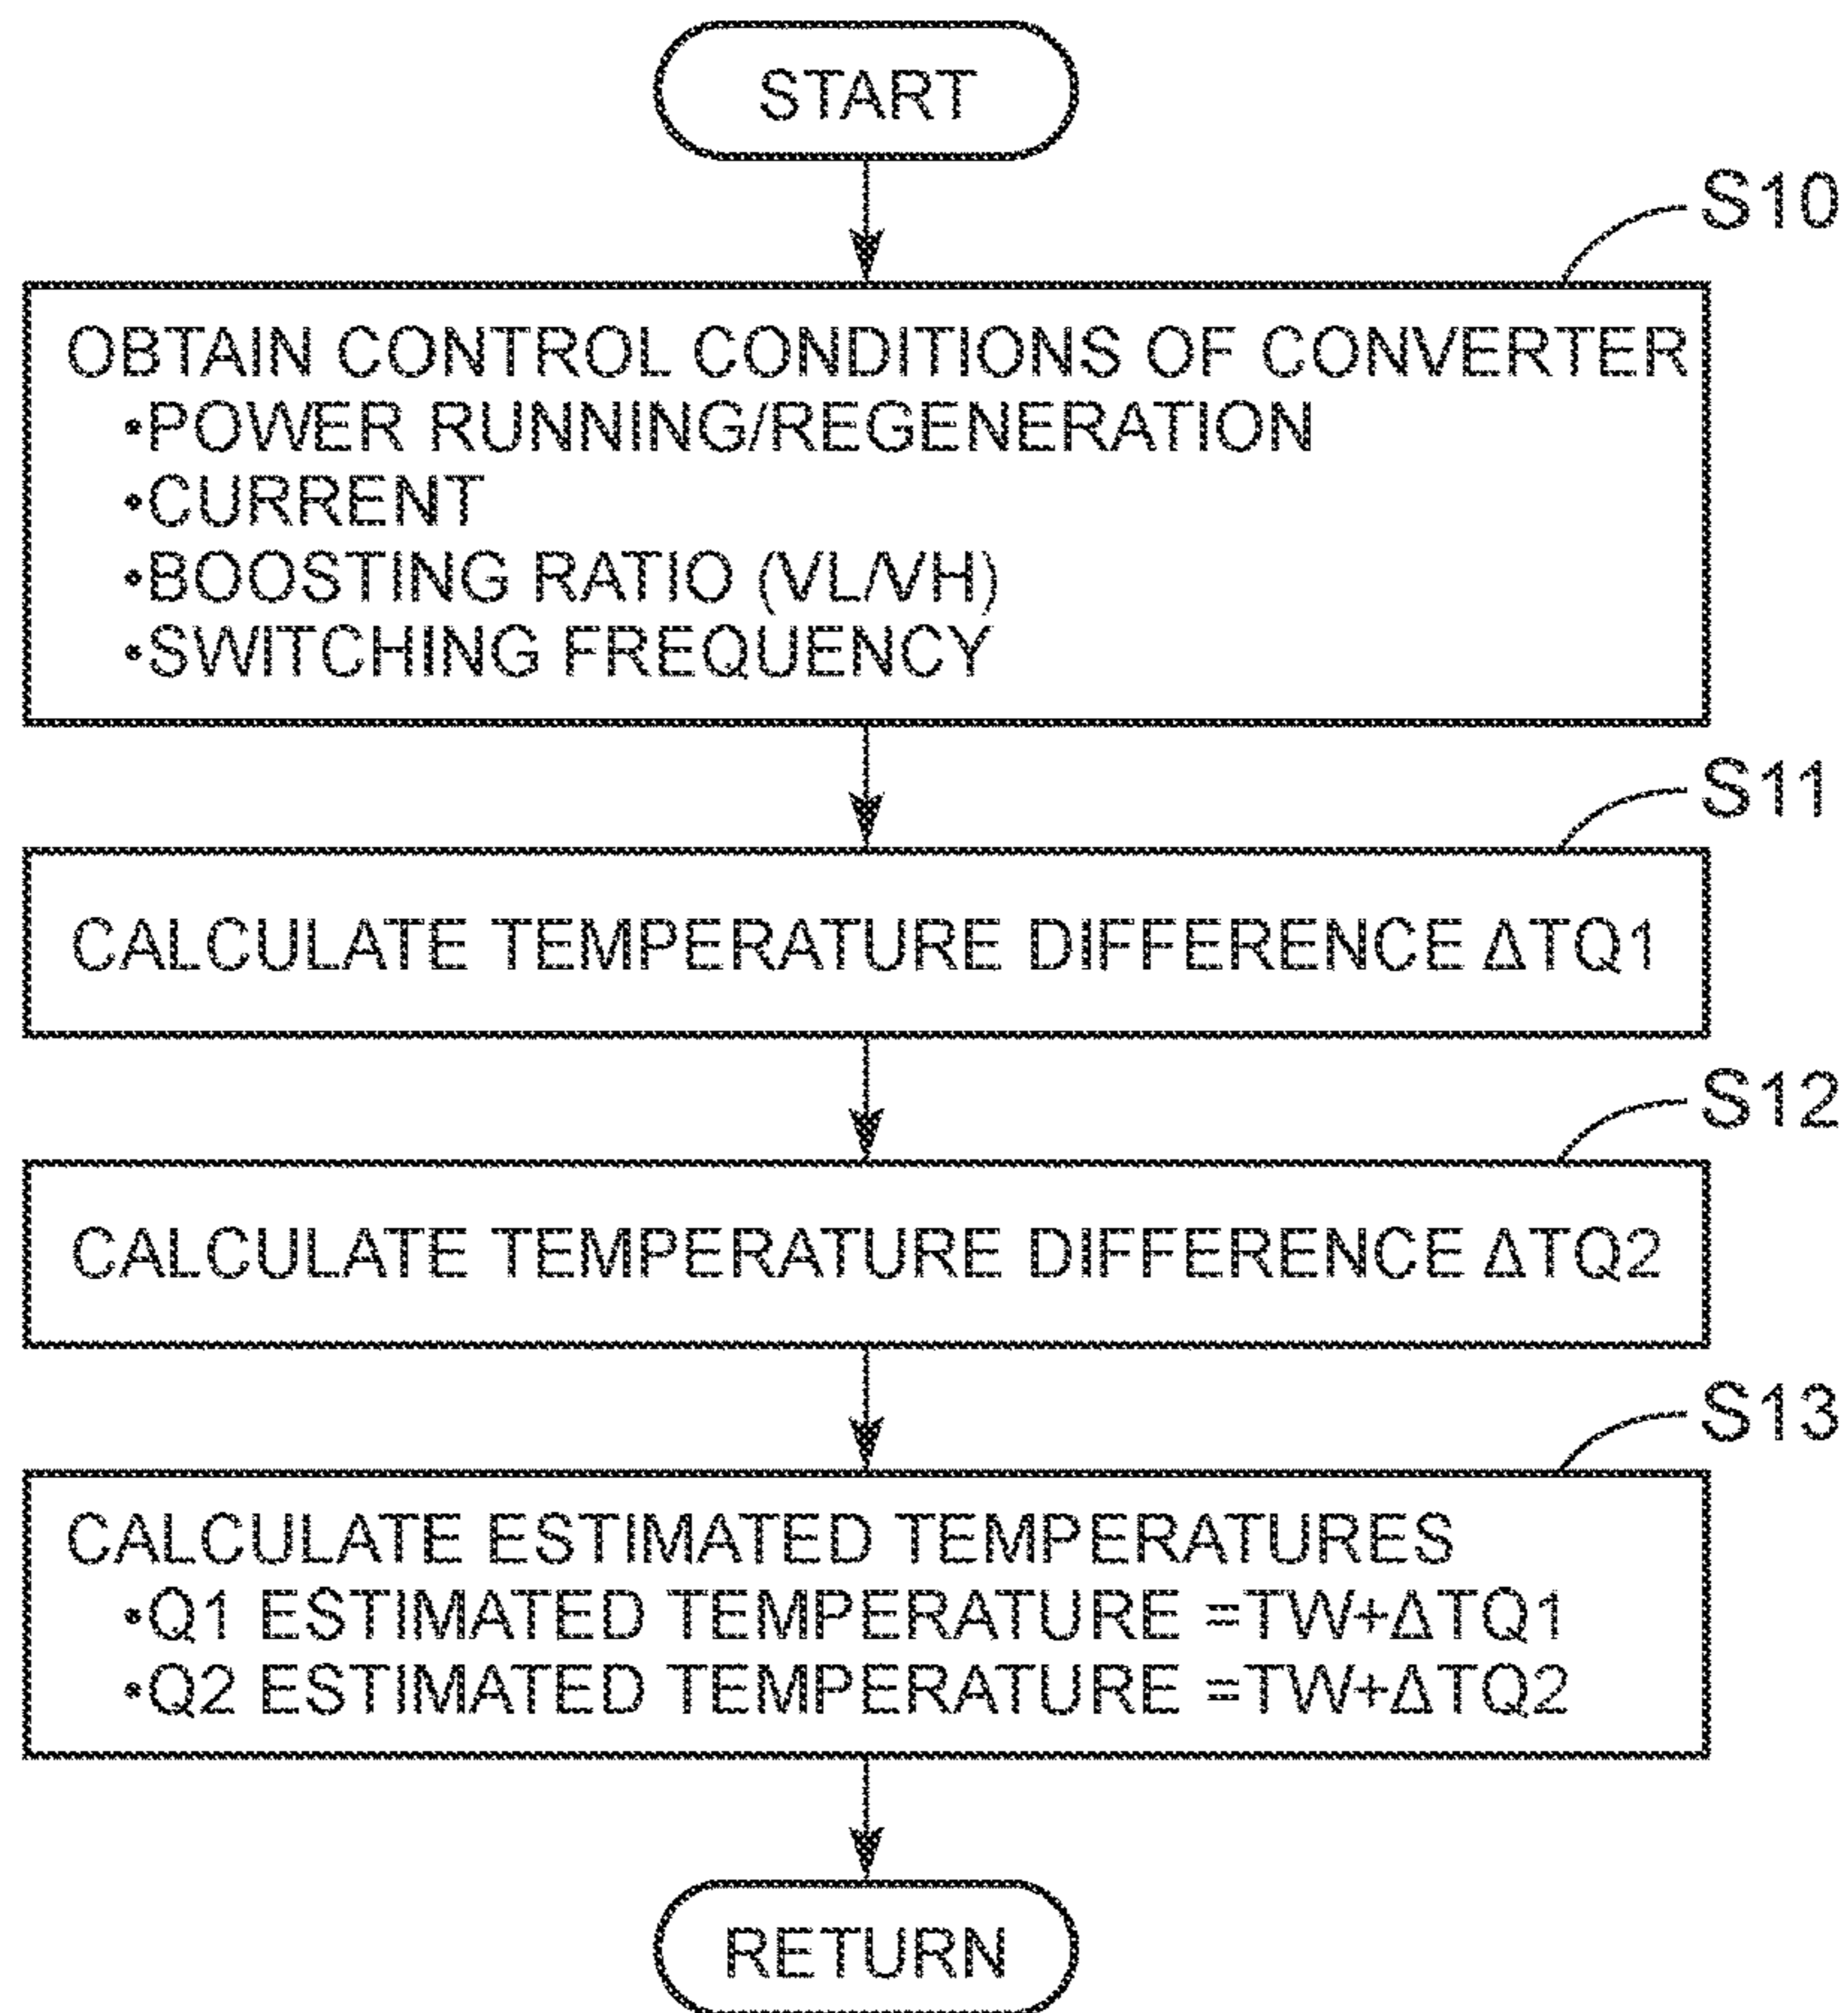 START
S10
OBTAIN CONTROL CONDITIONS OF CONVERTER
•POWER RUNNING/REGENERATION
•CURRENT
•BOOSTING RATIO (VL/VH)
•SWITCHING FREQUENCY
S11
CALCULATE TEMPERATURE DIFFERENCE ΔTQ1
S12
CALCULATE TEMPERATURE DIFFERENCE ΔTQ2
S13
CALCULATE ESTIMATED TEMPERATURES
•Q1 ESTIMATED TEMPERATURE =TW+ΔTQ1
•Q2 ESTIMATED TEMPERATURE =TW+ΔTQ2
RETURN